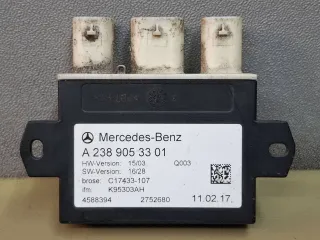 Mercedes-Benz
A 238 905 33 01
HW-Version: 15/03 Q003
SW-Version: 16/28
brose: C17433-107
ifm: K95303AH
4588394 2752680 11.02.17